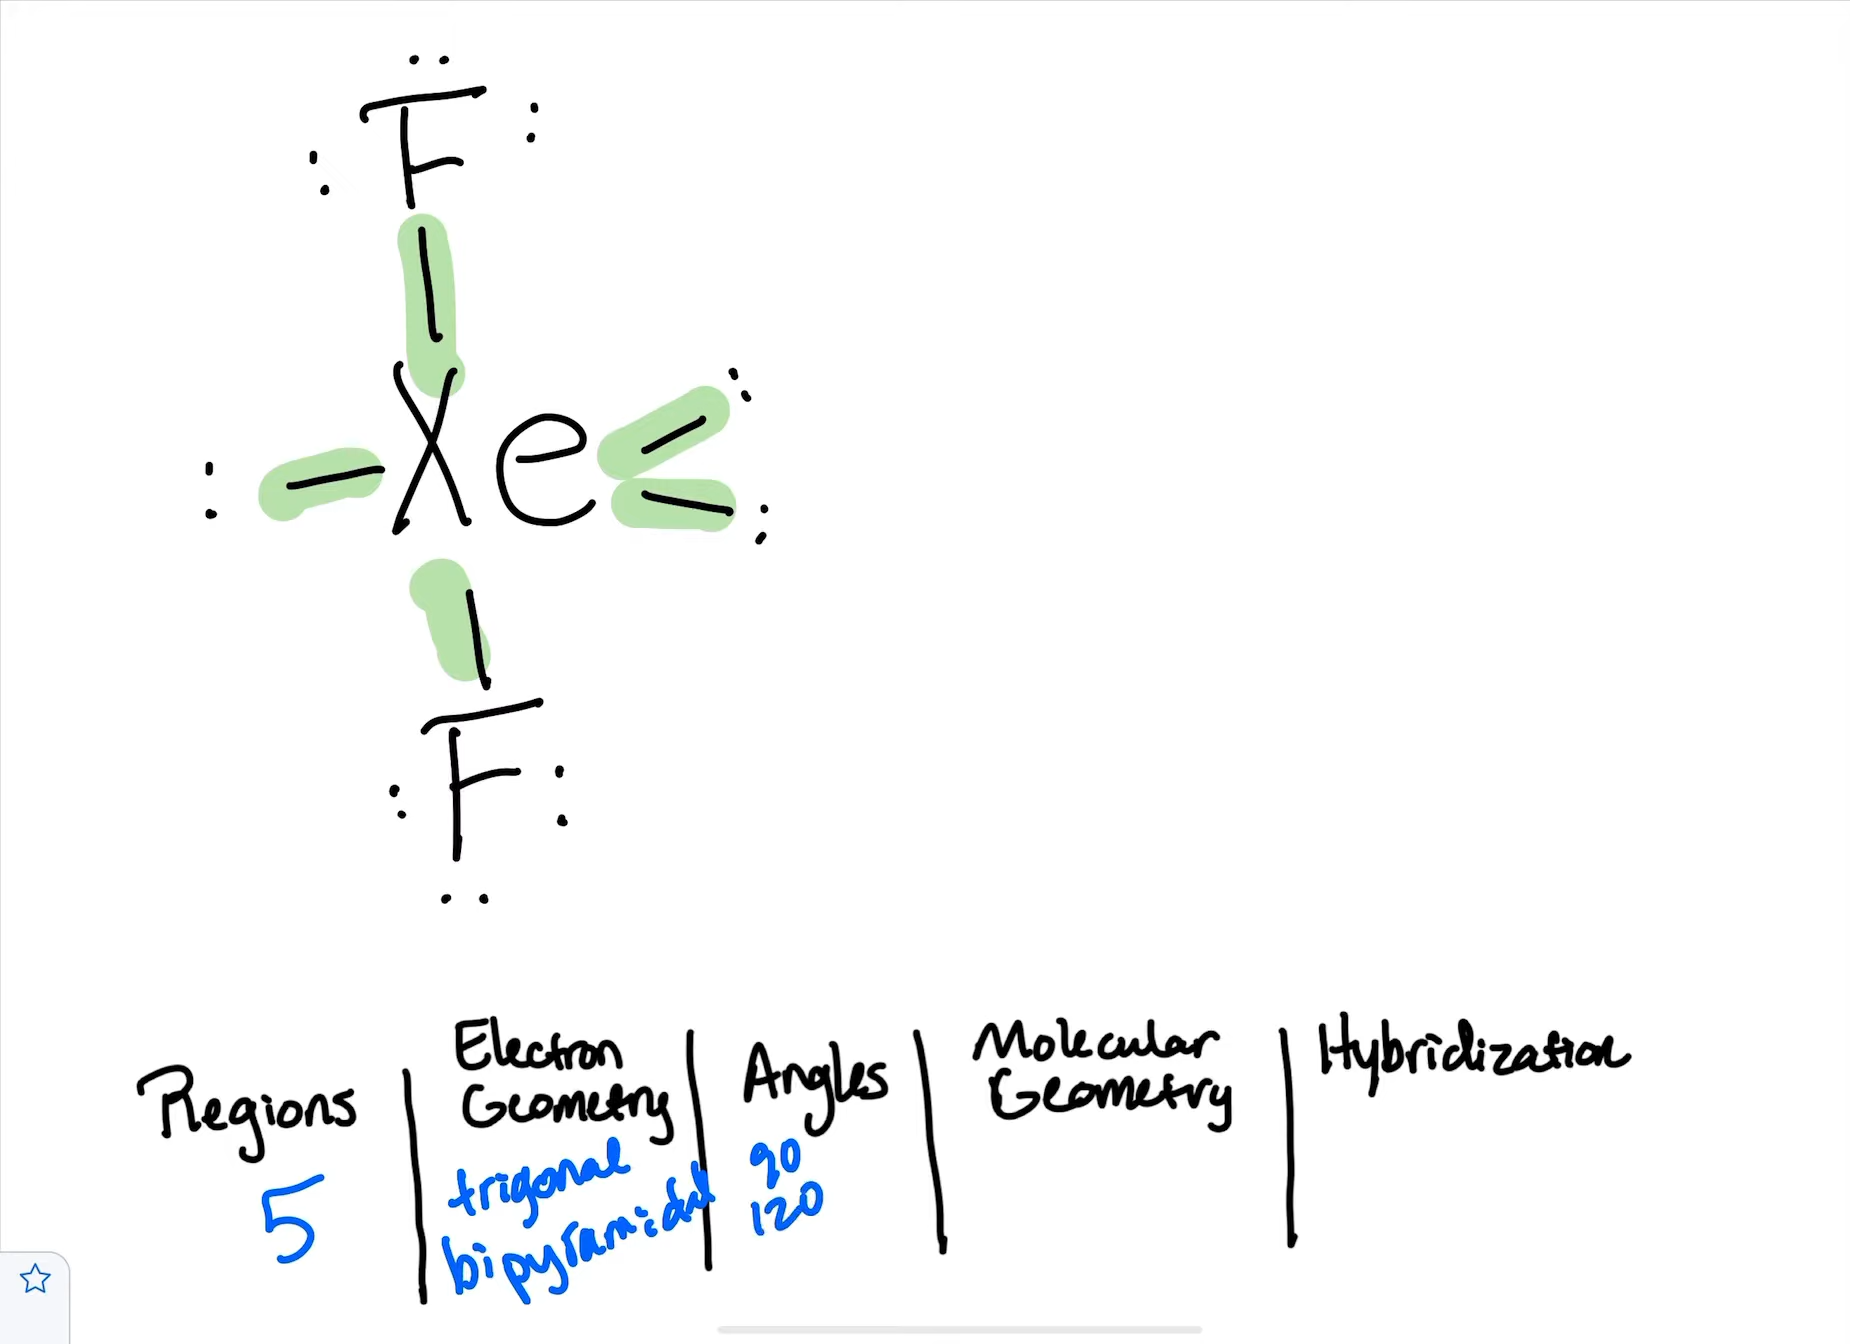 F
Xe
F
Regions
Electron
Geometry
Angles
Molecular
Geometry
Hybridization
5
trigonal
bipyramidal
90
120